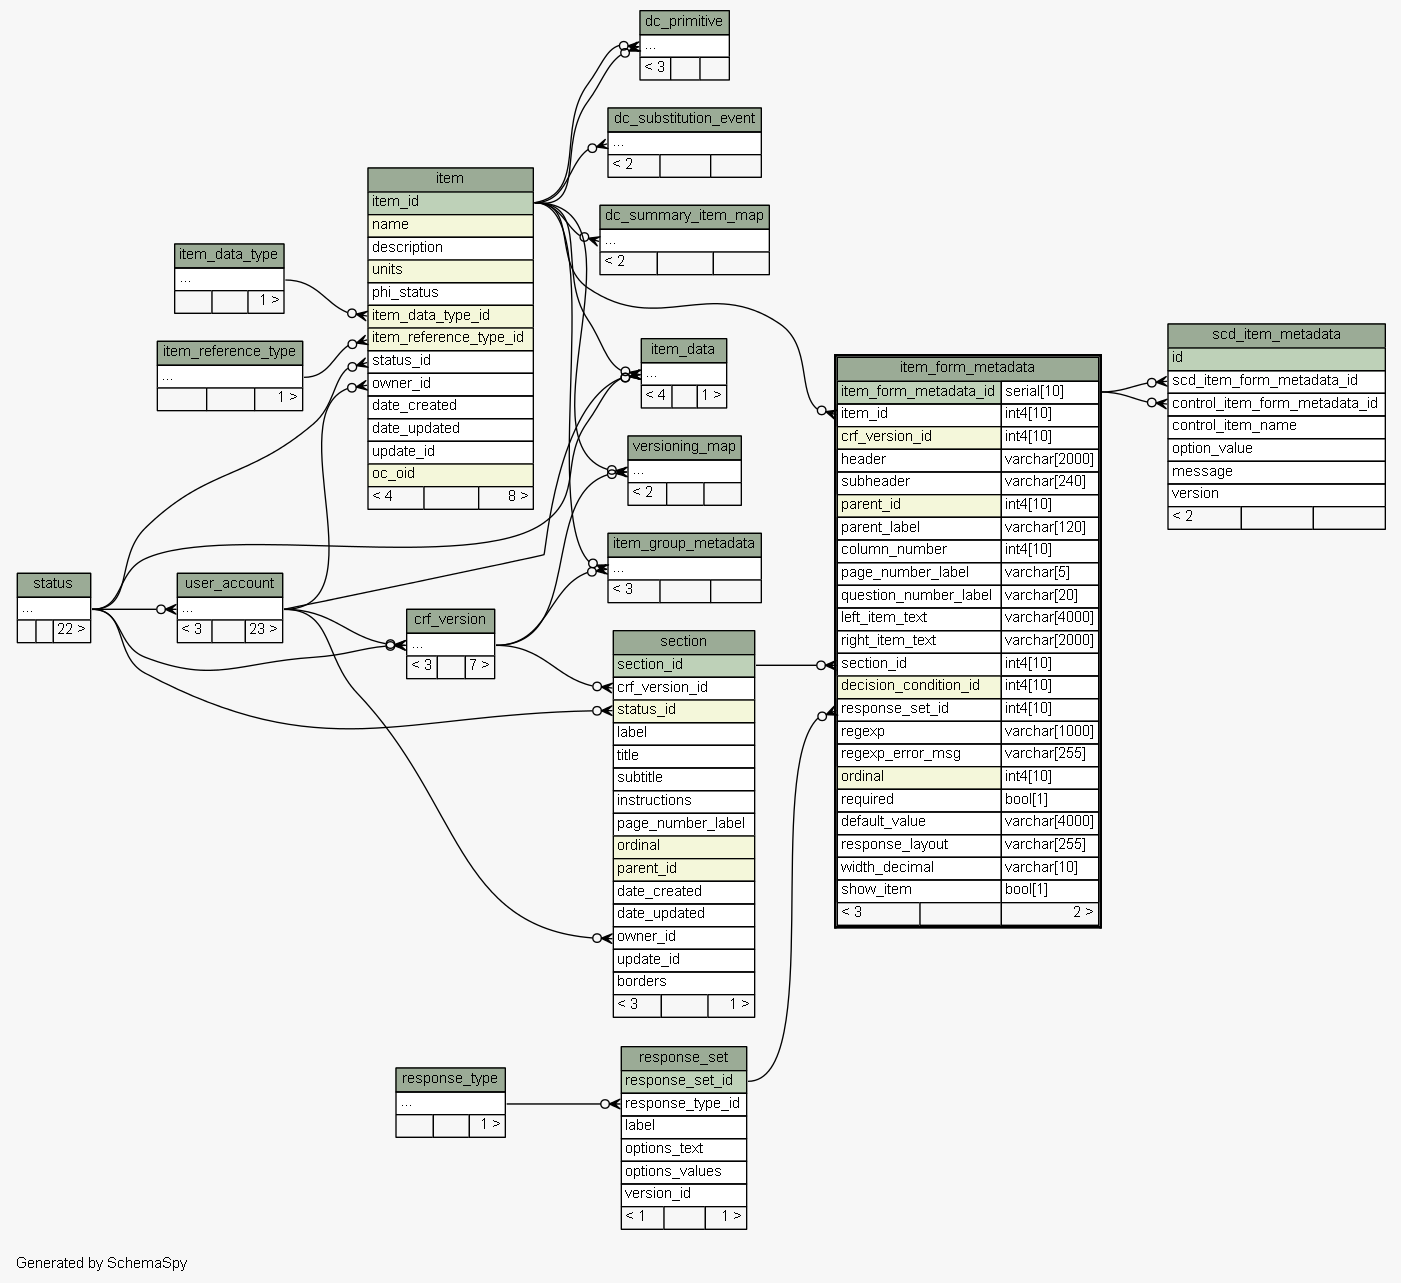 dc_primitive
...
< 3
dc_substitution_event
...
< 2
dc_summary_item_map
...
< 2
item
item_id
name
description
units
phi_status
item_data_type_id
item_reference_type_id
status_id
owner_id
date_created
date_updated
update_id
oc_oid
< 4 8 >
item_data_type
...
1 >
item_reference_type
...
1 >
item_data
...
< 4 1 >
versioning_map
...
< 2
item_group_metadata
...
< 3
item_form_metadata
item_form_metadata_id serial[10]
item_id int4[10]
crf_version_id int4[10]
header varchar[2000]
subheader varchar[240]
parent_id int4[10]
parent_label varchar[120]
column_number int4[10]
page_number_label varchar[5]
question_number_label varchar[20]
left_item_text varchar[4000]
right_item_text varchar[2000]
section_id int4[10]
decision_condition_id int4[10]
response_set_id int4[10]
regexp varchar[1000]
regexp_error_msg varchar[255]
ordinal int4[10]
required bool[1]
default_value varchar[4000]
response_layout varchar[255]
width_decimal varchar[10]
show_item bool[1]
< 3 2 >
scd_item_metadata
id
scd_item_form_metadata_id
control_item_form_metadata_id
control_item_name
option_value
message
version
< 2
status
...
22 >
user_account
...
< 3 23 >
crf_version
...
< 3 7 >
section
section_id
crf_version_id
status_id
label
title
subtitle
instructions
page_number_label
ordinal
parent_id
date_created
date_updated
owner_id
update_id
borders
< 3 1 >
response_type
...
1 >
response_set
response_set_id
response_type_id
label
options_text
options_values
version_id
< 1 1 >
Generated by SchemaSpy